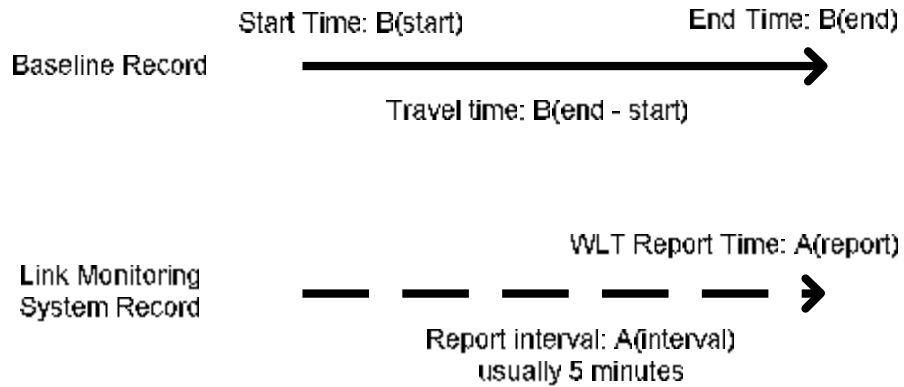 Start Time: B(start)
End Time: B(end)
Baseline Record
Travel time: B(end - start)
WLT Report Time: A(report)
Link Monitoring
System Record
Report interval: A(interval)
usually 5 minutes